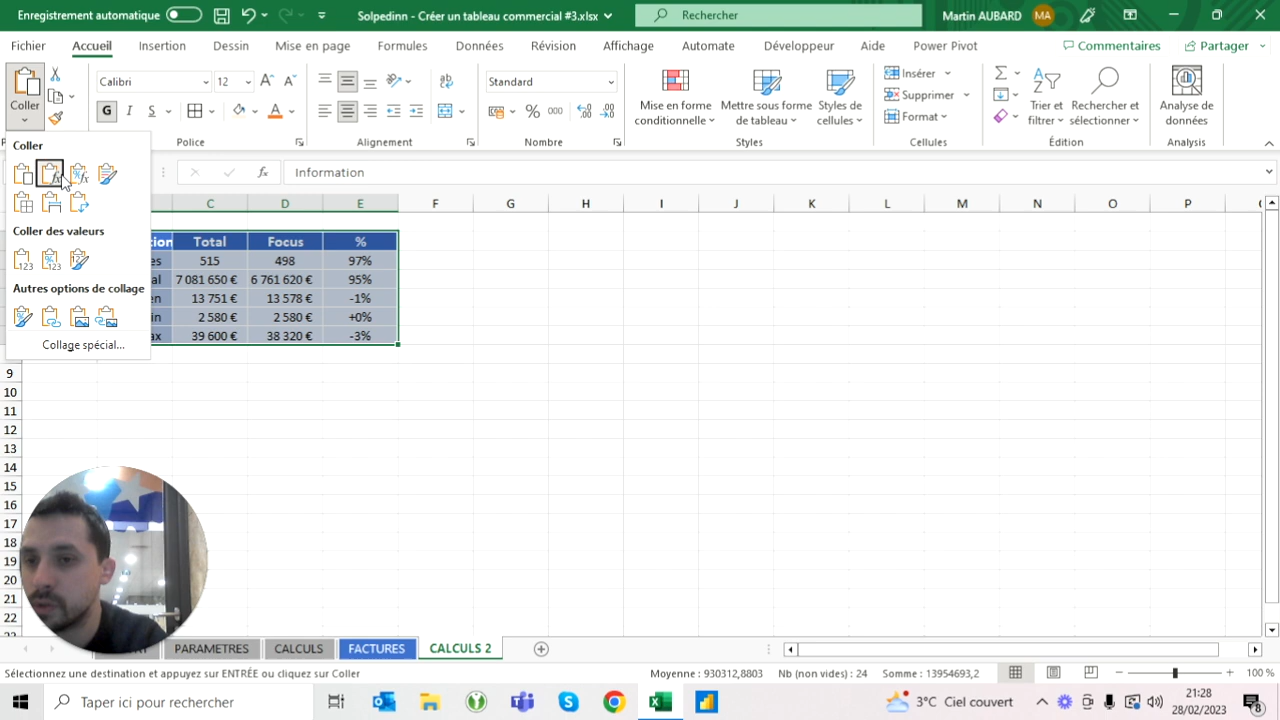 Enregistrement automatique
Solpedinn - Créer un tableau commercial #3.xlsx
Rechercher
Martin AUBARD MA
Fichier Accueil Insertion Dessin Mise en page Formules Données Révision Affichage Automate Développeur Aide Power Pivot Commentaires Partager
Coller
Calibri 12
G I S
Standard
% 000
Mise en forme conditionnelle
Mettre sous forme de tableau
Styles de cellules
Insérer
Supprimer
Format
Trier et filtrer
Rechercher et sélectionner
Analyse de données
Police Alignement Nombre Styles Cellules Édition Analysis
Coller
Coller des valeurs
Autres options de collage
Collage spécial...
fx Information
C D E F G H I J K L M N O P
Total Focus %
515 498 97%
7 081 650 € 6 761 620 € 95%
13 751 € 13 578 € -1%
2 580 € 2 580 € +0%
39 600 € 38 320 € -3%
9
10
11
12
13
14
15
16
17
18
19
20
21
22
PARAMETRES CALCULS FACTURES CALCULS 2
Sélectionnez une destination et appuyez sur ENTRÉE ou cliquez sur Coller
Moyenne : 930312,8803 Nb (non vides) : 24 Somme : 13954693,2
100 %
Taper ici pour rechercher
3°C Ciel couvert
21:28
28/02/2023
8